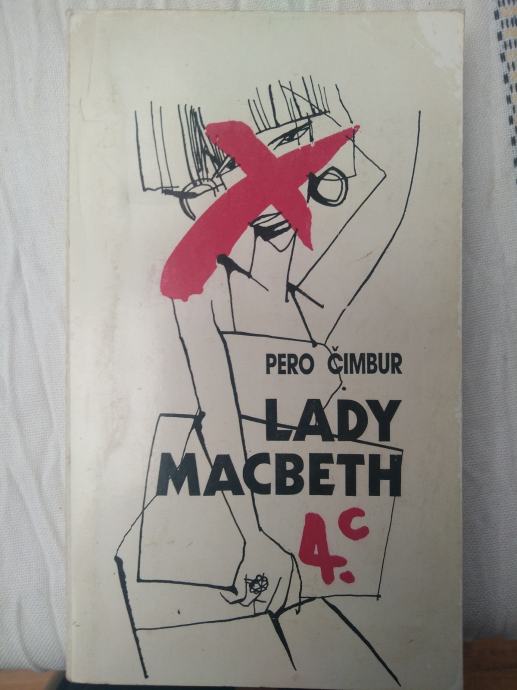 PERO ČIMBUR
LADY
MACBETH
4.c